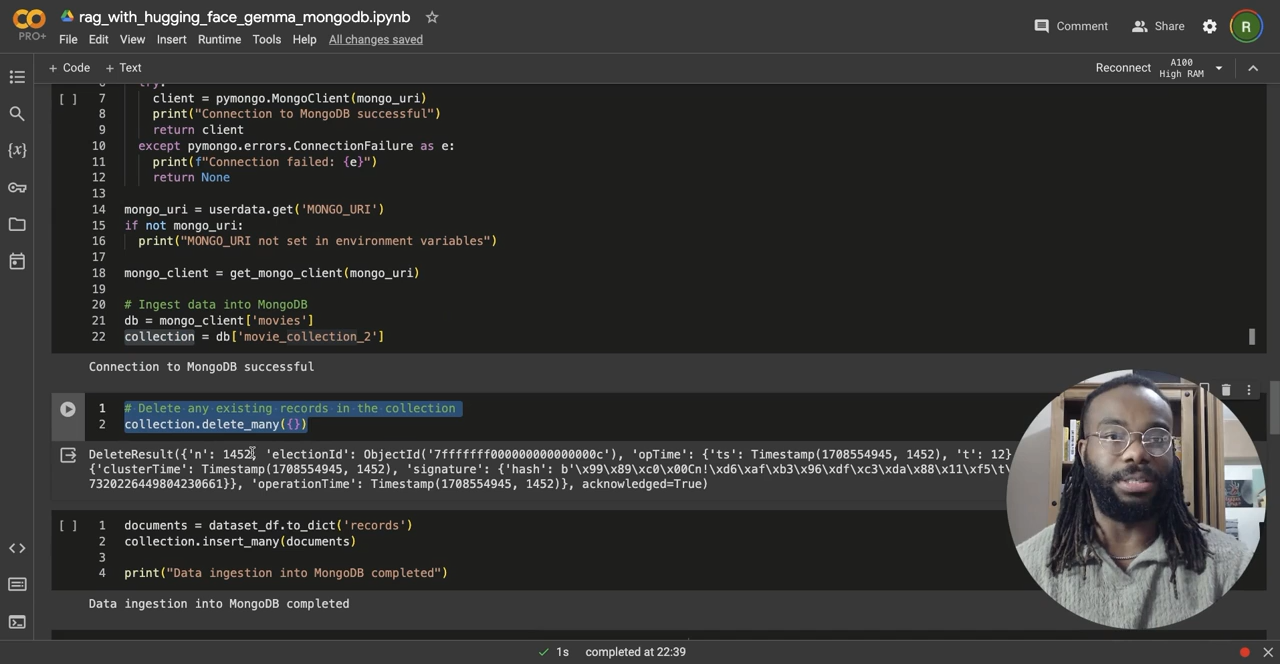 rag_with_hugging_face_gemma_mongodb.ipynb
PRO+
File Edit View Insert Runtime Tools Help All changes saved
Comment Share R
+ Code + Text
Reconnect A100 High RAM
[ ] 7 client = pymongo.MongoClient(mongo_uri)
8 print("Connection to MongoDB successful")
9 return client
10 except pymongo.errors.ConnectionFailure as e:
11 print(f"Connection failed: {e}")
12 return None
13
14 mongo_uri = userdata.get('MONGO_URI')
15 if not mongo_uri:
16 print("MONGO_URI not set in environment variables")
17
18 mongo_client = get_mongo_client(mongo_uri)
19
20 # Ingest data into MongoDB
21 db = mongo_client['movies']
22 collection = db['movie_collection_2']
Connection to MongoDB successful
1 # Delete any existing records in the collection
2 collection.delete_many({})
DeleteResult({'n': 1452, 'electionId': ObjectId('7fffffff000000000000000c'), 'opTime': {'ts': Timestamp(1708554945, 1452), 't': 12}
{'clusterTime': Timestamp(1708554945, 1452), 'signature': {'hash': b'\x99\x89\xc0\x00Cn!\xd6\xaf\xb3\x96\xdf\xc3\xda\x88\x11\xf5\t\
7320226449804230661}}, 'operationTime': Timestamp(1708554945, 1452)}, acknowledged=True)
[ ] 1 documents = dataset_df.to_dict('records')
2 collection.insert_many(documents)
3
4 print("Data ingestion into MongoDB completed")
Data ingestion into MongoDB completed
1s completed at 22:39